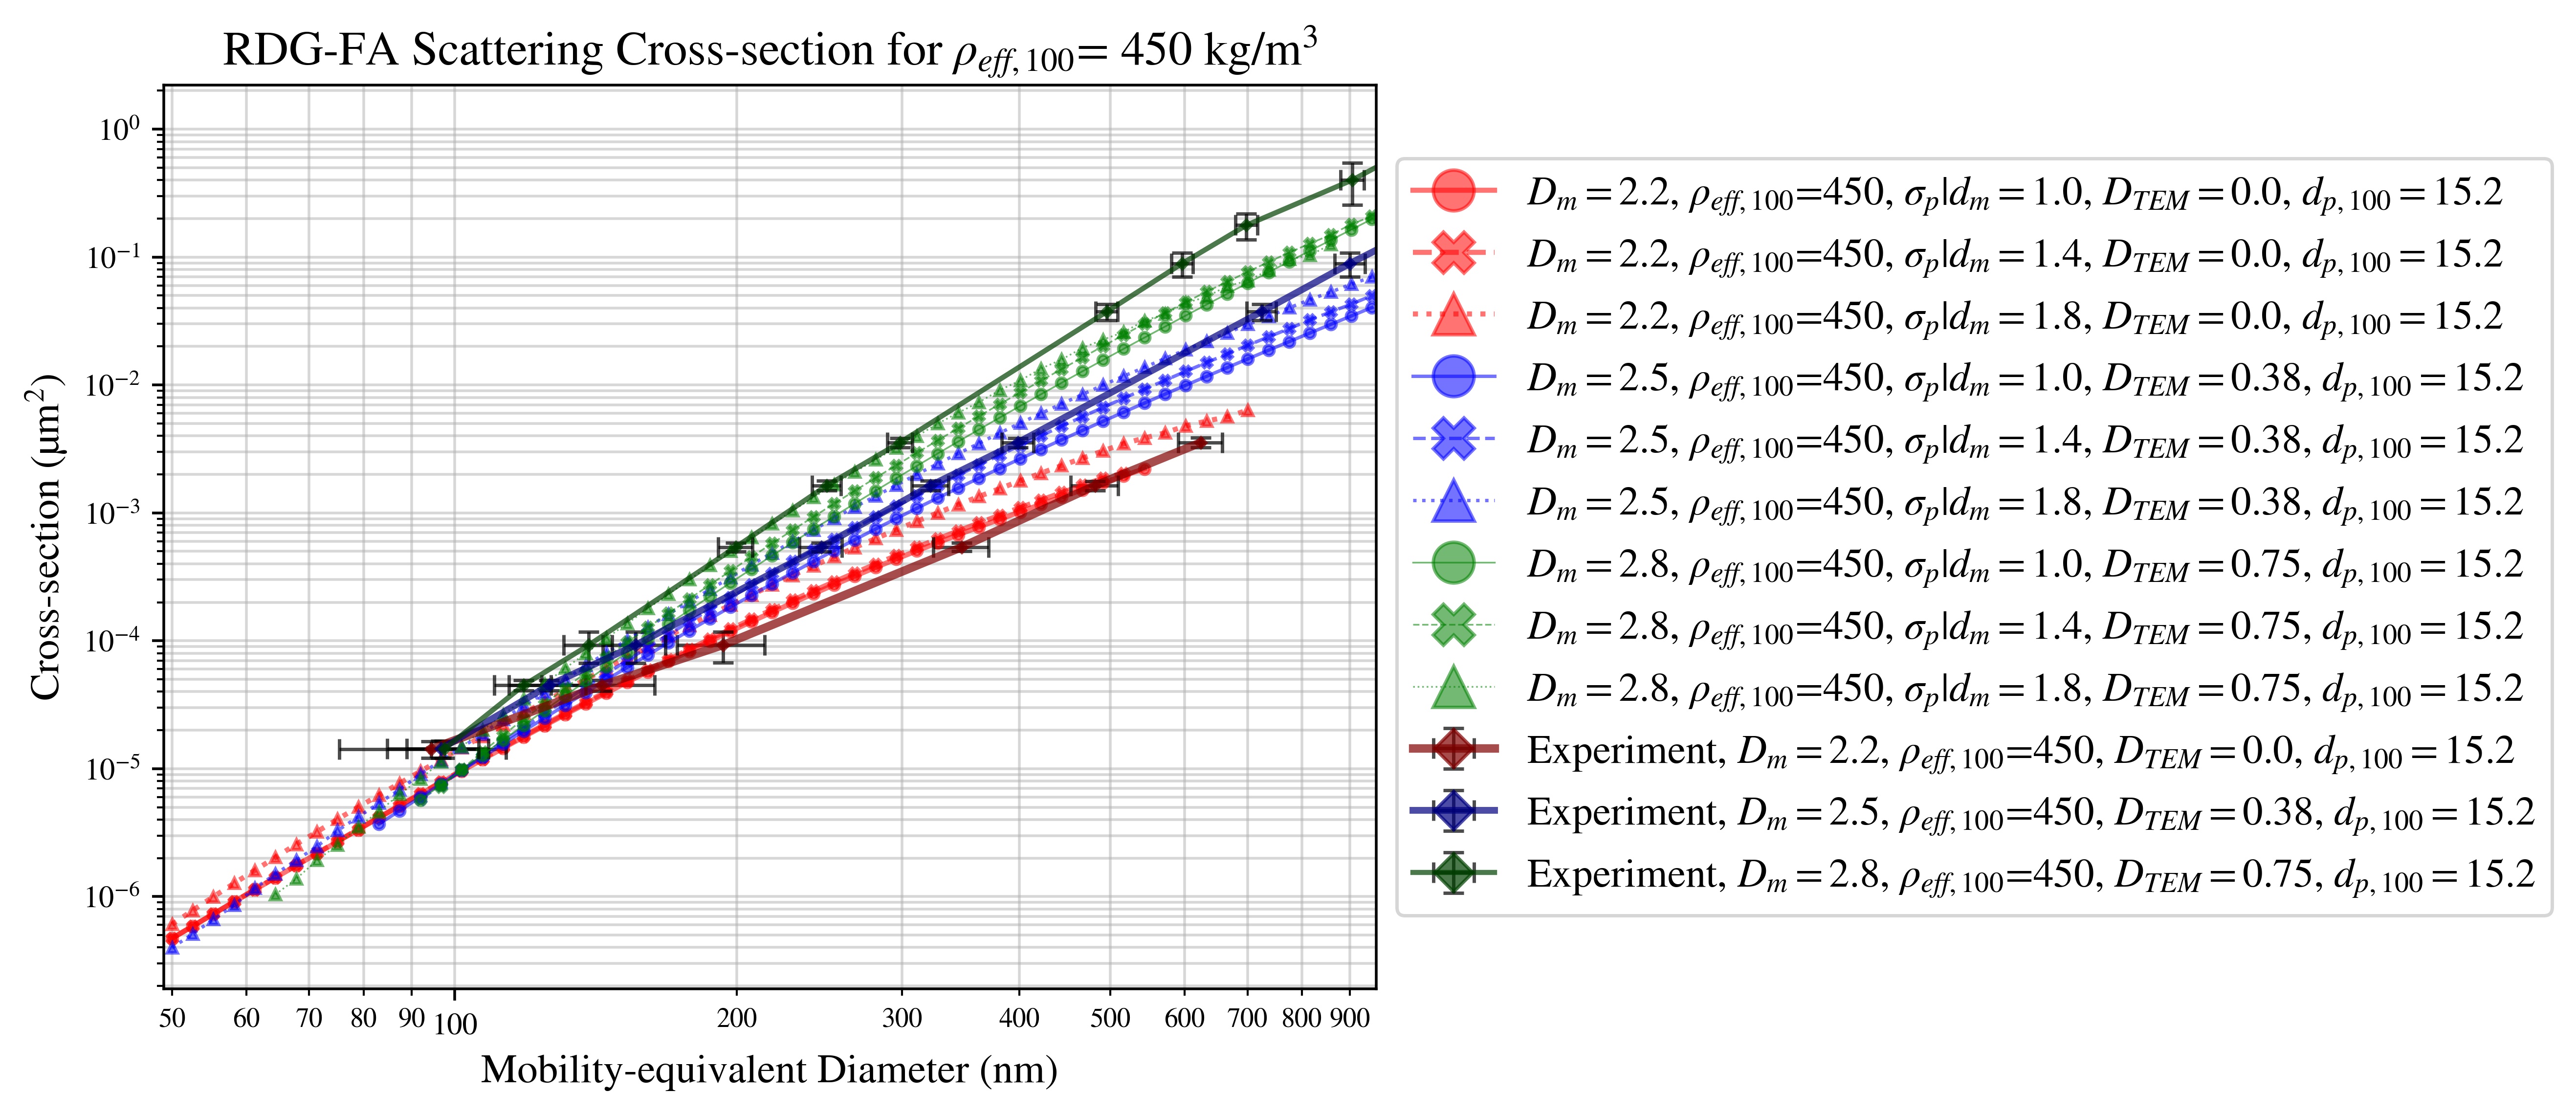 RDG-FA Scattering Cross-section for ρ_eff,100 = 450 kg/m³
Cross-section (µm²)
10⁰
10⁻¹
10⁻²
10⁻³
10⁻⁴
10⁻⁵
10⁻⁶
50 60 70 80 90 100 200 300 400 500 600 700 800 900
Mobility-equivalent Diameter (nm)
D_m = 2.2, ρ_eff,100=450, σ_p|d_m = 1.0, D_TEM = 0.0, d_p,100 = 15.2
D_m = 2.2, ρ_eff,100=450, σ_p|d_m = 1.4, D_TEM = 0.0, d_p,100 = 15.2
D_m = 2.2, ρ_eff,100=450, σ_p|d_m = 1.8, D_TEM = 0.0, d_p,100 = 15.2
D_m = 2.5, ρ_eff,100=450, σ_p|d_m = 1.0, D_TEM = 0.38, d_p,100 = 15.2
D_m = 2.5, ρ_eff,100=450, σ_p|d_m = 1.4, D_TEM = 0.38, d_p,100 = 15.2
D_m = 2.5, ρ_eff,100=450, σ_p|d_m = 1.8, D_TEM = 0.38, d_p,100 = 15.2
D_m = 2.8, ρ_eff,100=450, σ_p|d_m = 1.0, D_TEM = 0.75, d_p,100 = 15.2
D_m = 2.8, ρ_eff,100=450, σ_p|d_m = 1.4, D_TEM = 0.75, d_p,100 = 15.2
D_m = 2.8, ρ_eff,100=450, σ_p|d_m = 1.8, D_TEM = 0.75, d_p,100 = 15.2
Experiment, D_m = 2.2, ρ_eff,100=450, D_TEM = 0.0, d_p,100 = 15.2
Experiment, D_m = 2.5, ρ_eff,100=450, D_TEM = 0.38, d_p,100 = 15.2
Experiment, D_m = 2.8, ρ_eff,100=450, D_TEM = 0.75, d_p,100 = 15.2